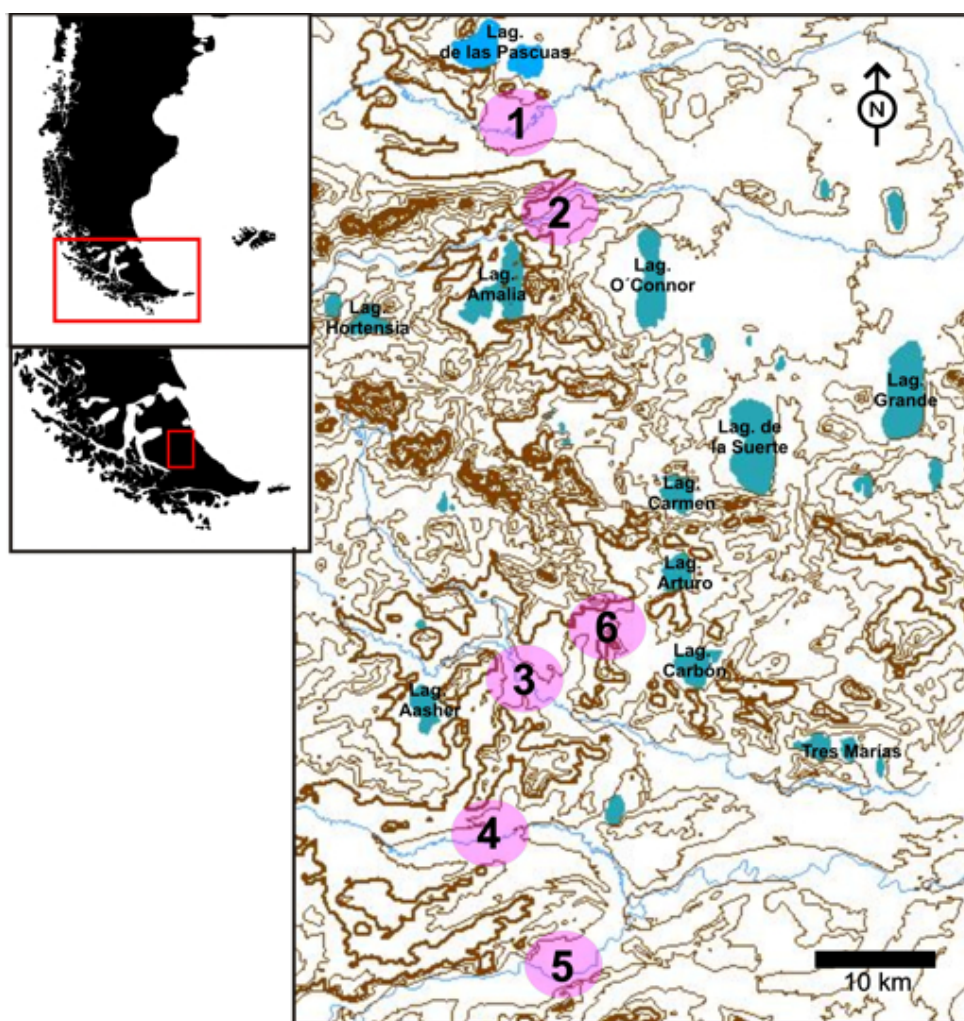 Lag.
de las Pascuas
N
1
2
Lag.
O´Connor
Lag.
Amalia
Lag.
Hortensia
Lag.
Grande
Lag. de
la Suerte
Lag.
Carmen
Lag.
Arturo
6
Lag.
Carbón
3
Lag.
Aasher
Tres Marías
4
5
10 km